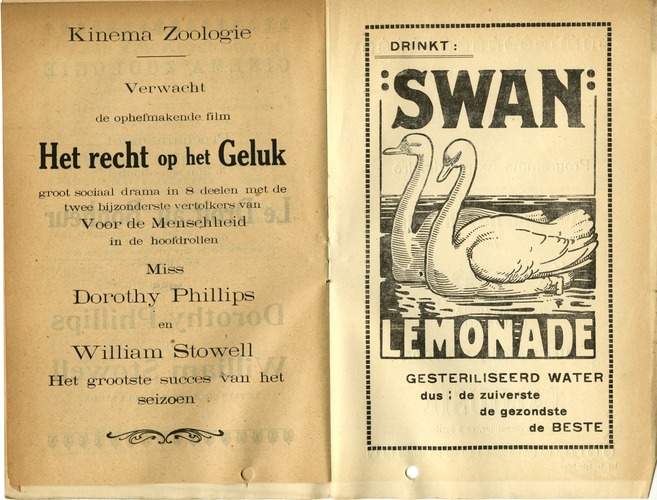 Kinema Zoologie
Verwacht
de ophefmakende film
Het recht op het Geluk
groot sociaal drama in 8 deelen met de
twee bijzonderste vertolkers van
Voor de Menschheid
in de hoofdrollen
Miss
Dorothy Phillips
en
William Stowell
Het grootste succes van het
seizoen
DRINKT:
:SWAN:
LEMONADE
GESTERILISEERD WATER
dus: de zuiverste
de gezondste
de BESTE